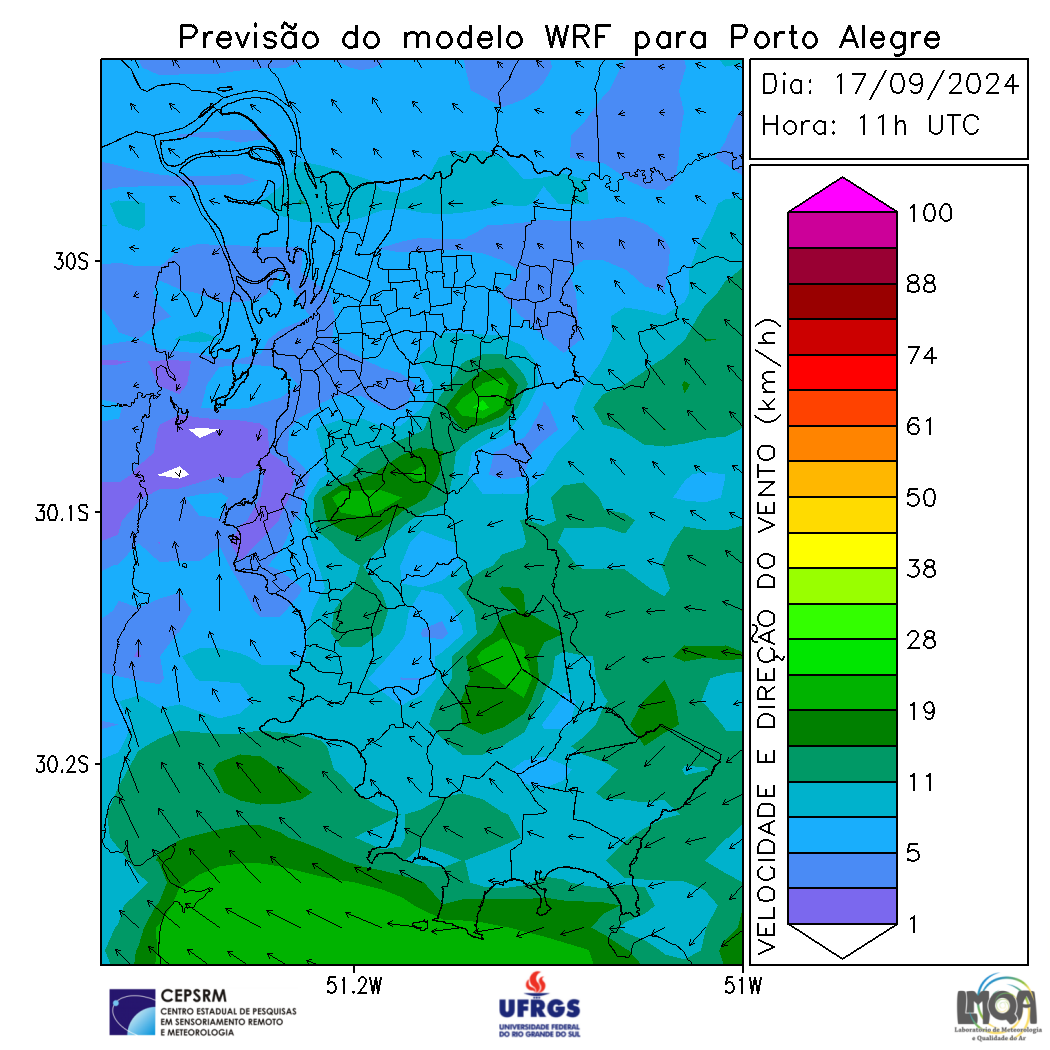 Previsão do modelo WRF para Porto Alegre
Dia: 17/09/2024
Hora: 11h UTC
30S
30.1S
30.2S
51.2W
51W
VELOCIDADE E DIREÇÃO DO VENTO (km/h)
100
88
74
61
50
38
28
19
11
5
1
CEPSRM
CENTRO ESTADUAL DE PESQUISAS
EM SENSORIAMENTO REMOTO
E METEOROLOGIA
UFRGS
UNIVERSIDADE FEDERAL
DO RIO GRANDE DO SUL
LMQA
Laboratório de Meteorologia
e Qualidade do Ar